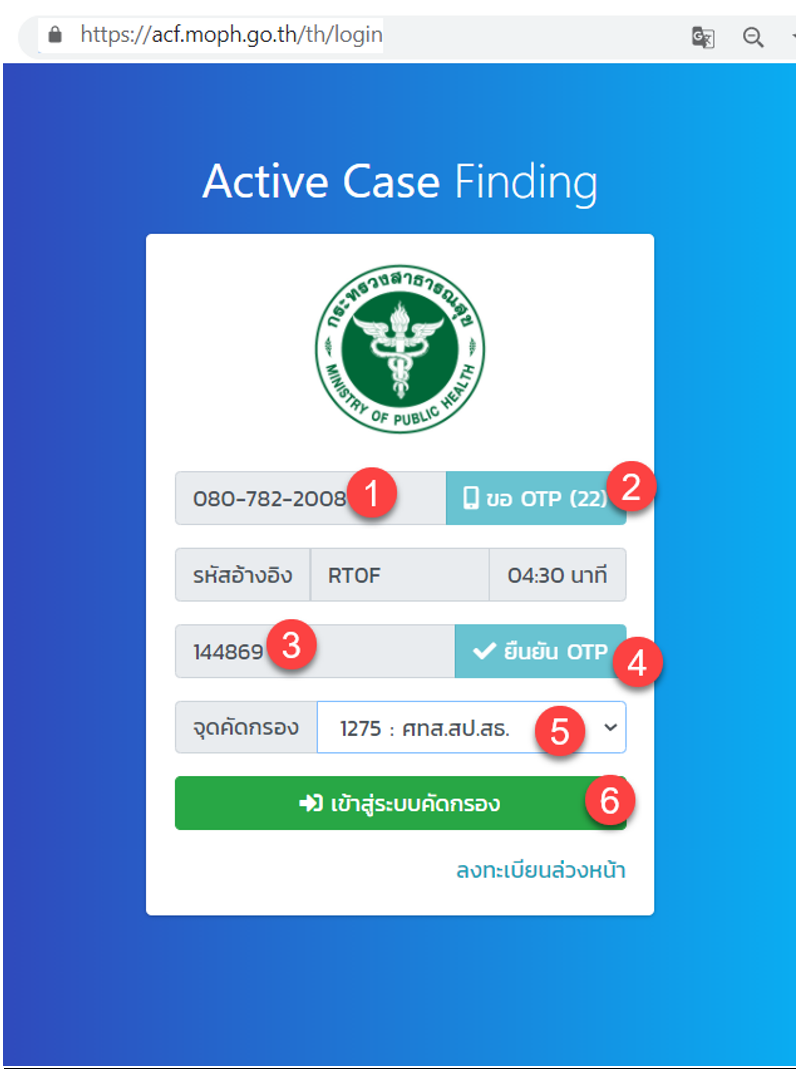 https://acf.moph.go.th/th/login
Active Case Finding
กระทรวงสาธารณสุข
MINISTRY OF PUBLIC HEALTH
080-782-2008 1 ขอ OTP (22) 2
รหัสอ้างอิง RT0F 04:30 นาที
144869 3 ยืนยัน OTP 4
จุดคัดกรอง 1275 : ศทส.สป.สธ. 5
เข้าสู่ระบบคัดกรอง 6
ลงทะเบียนล่วงหน้า